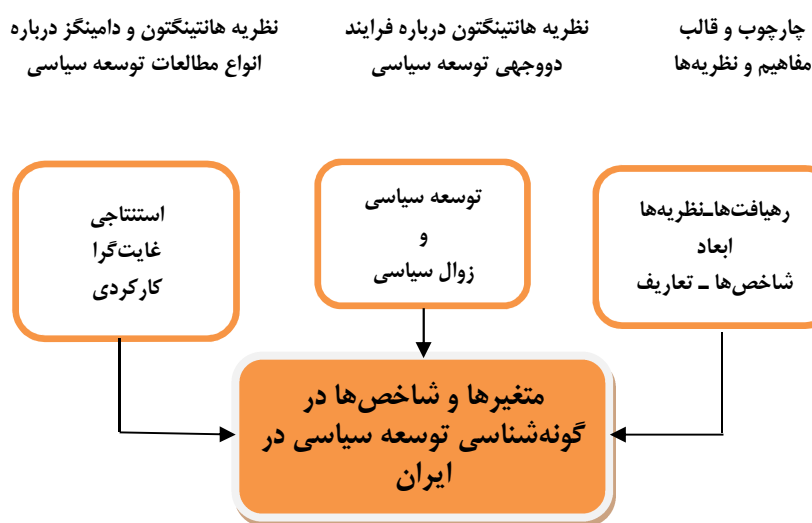 چارچوب و قالب
مفاهیم و نظریه‌ها
نظریه هانتینگتون درباره فرایند
دووجهی توسعه سیاسی
نظریه هانتینگتون و دامینگز درباره
انواع مطالعات توسعه سیاسی
رهیافت‌ها-نظریه‌ها
ابعاد
شاخص‌ها - تعاریف
توسعه سیاسی
و
زوال سیاسی
استنتاجی
غایت‌گرا
کارکردی
متغیرها و شاخص‌ها در
گونه‌شناسی توسعه سیاسی در
ایران